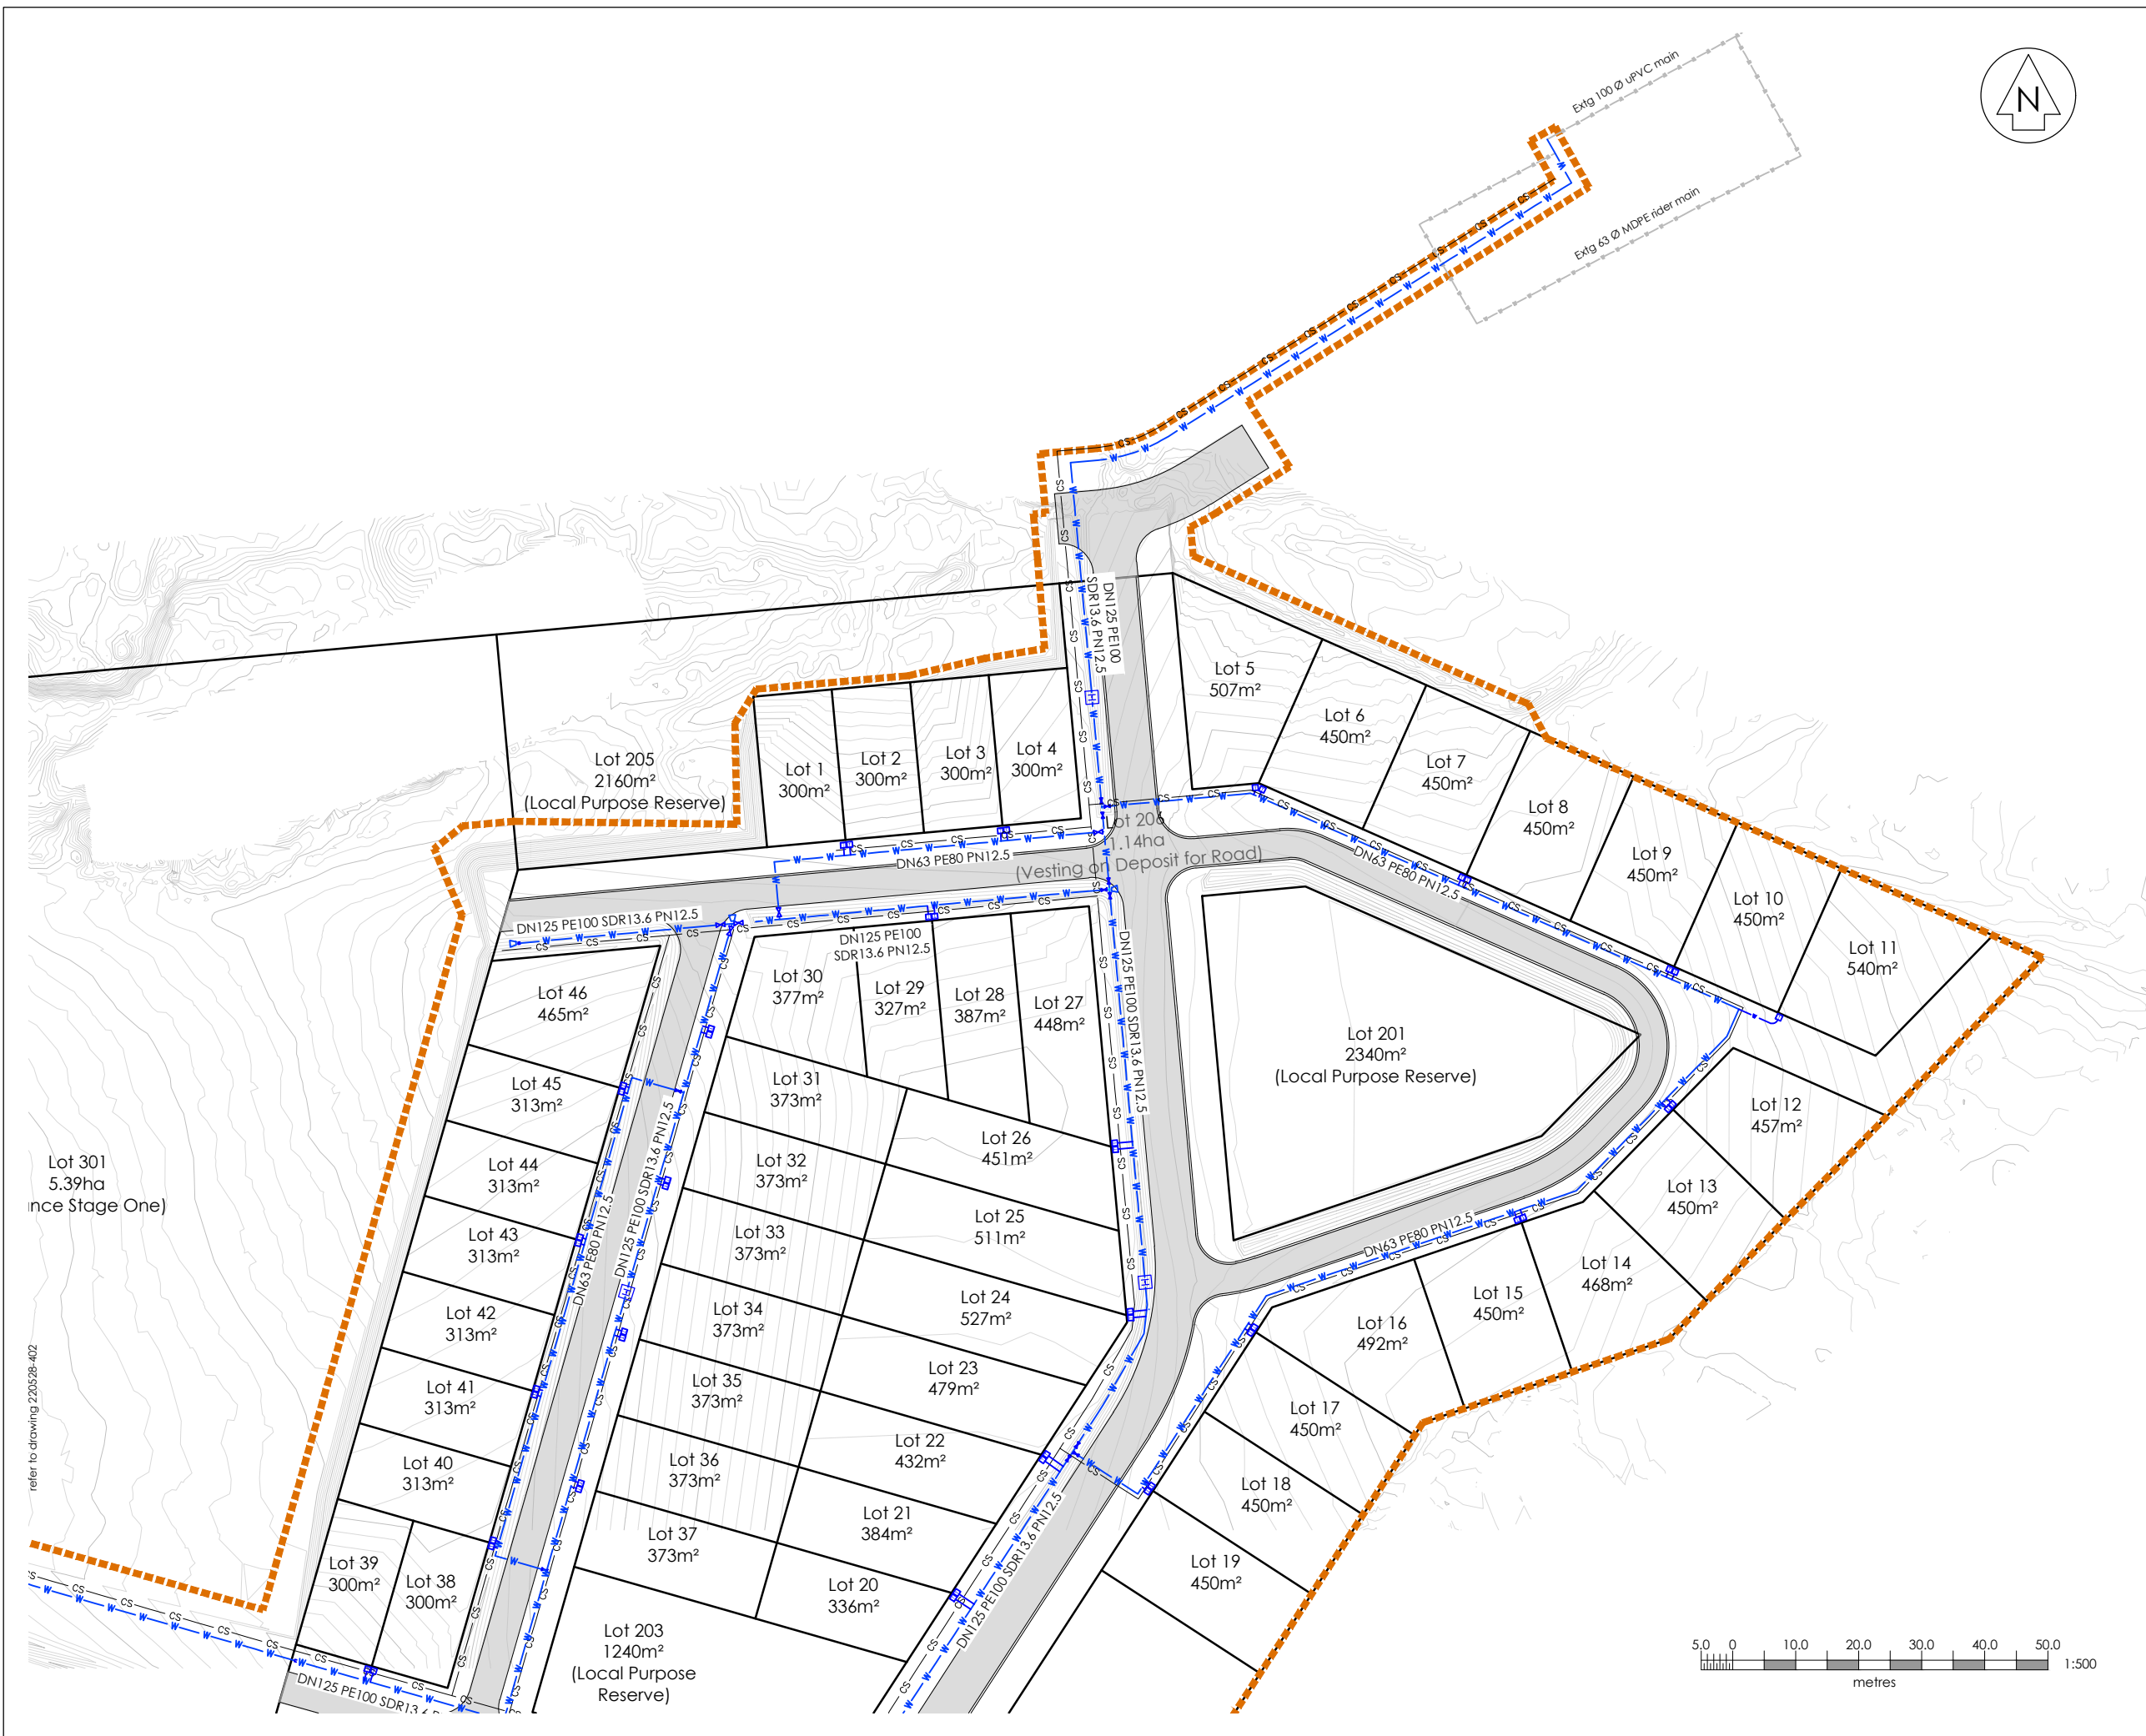 Extg 100 Ø uPVC main
N
Extg 63 Ø MDPE rider main
DN125 PE100
SDR13.6 PN12.5
Lot 5
507m²
Lot 6
450m²
Lot 7
450m²
Lot 8
450m²
Lot 9
450m²
Lot 10
450m²
Lot 11
540m²
Lot 205
2160m²
(Local Purpose Reserve)
Lot 1
300m²
Lot 2
300m²
Lot 3
300m²
Lot 4
300m²
Lot 206
1.14ha
(Vesting on Deposit for Road)
DN63 PE80 PN12.5
DN63 PE80 PN12.5
DN125 PE100 SDR13.6 PN12.5
DN125 PE100
SDR13.6 PN12.5
DN125 PE100 SDR13.6 PN12.5
Lot 46
465m²
Lot 30
377m²
Lot 29
327m²
Lot 28
387m²
Lot 27
448m²
Lot 201
2340m²
(Local Purpose Reserve)
Lot 45
313m²
Lot 31
373m²
Lot 26
451m²
Lot 12
457m²
Lot 301
5.39ha
ance Stage One)
Lot 44
313m²
Lot 32
373m²
Lot 13
450m²
Lot 43
313m²
Lot 33
373m²
Lot 25
511m²
DN63 PE80 PN12.5
DN125 PE100 SDR13.6 PN12.5
DN63 PE80 PN12.5
Lot 14
468m²
Lot 15
450m²
Lot 16
492m²
Lot 42
313m²
Lot 34
373m²
Lot 24
527m²
Lot 41
313m²
Lot 35
373m²
Lot 23
479m²
Lot 17
450m²
refer to drawing 220528-402
Lot 40
313m²
Lot 36
373m²
Lot 22
432m²
Lot 18
450m²
Lot 37
373m²
Lot 21
384m²
Lot 19
450m²
Lot 39
300m²
Lot 38
300m²
Lot 20
336m²
DN125 PE100 SDR13.6 PN12.5
Lot 203
1240m²
(Local Purpose
Reserve)
DN125 PE100 SDR13.6 P
5.0 0 10.0 20.0 30.0 40.0 50.0
1:500
metres